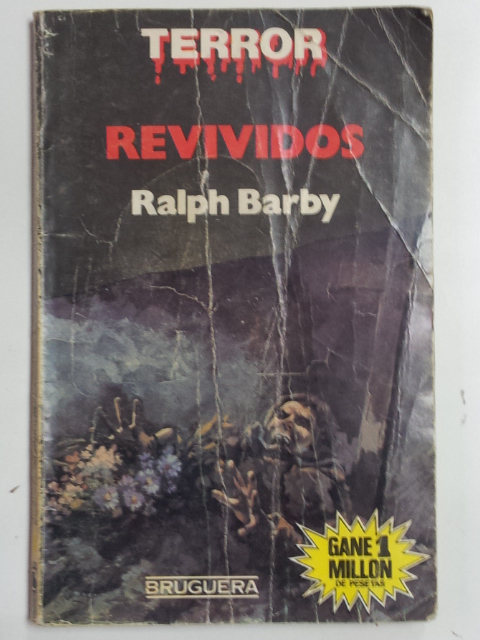 TERROR
REVIVIDOS
Ralph Barby
GANE 1
MILLON
DE PESETAS
BRUGUERA